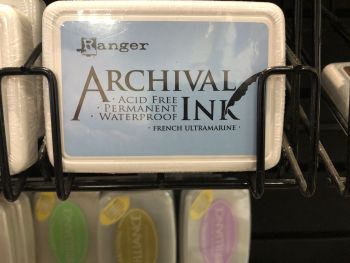 Ranger
ARCHIVAL INK
· ACID FREE
· PERMANENT
· WATERPROOF
· FRENCH ULTRAMARINE ·